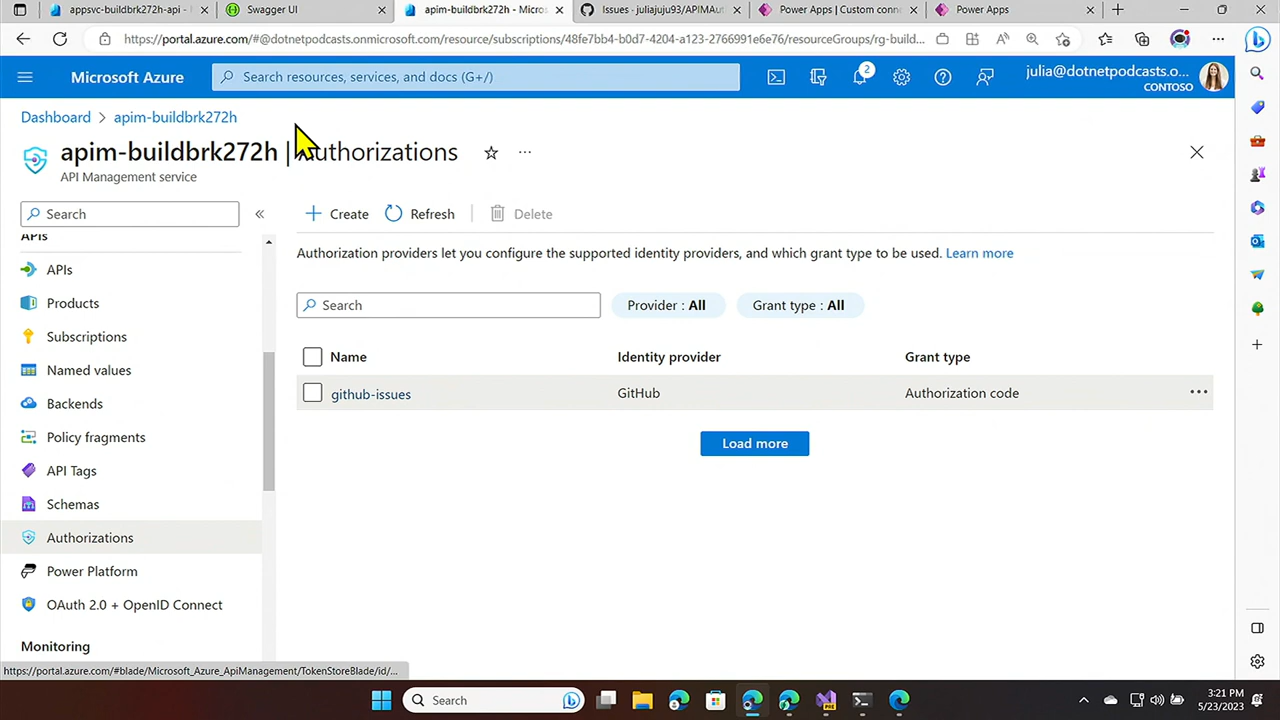 appsvc-buildbrk272h-api - Micros
Swagger UI
apim-buildbrk272h - Microsoft
Issues · juliajuju93/APIMAut
Power Apps | Custom conn
Power Apps
https://portal.azure.com/#@dotnetpodcasts.onmicrosoft.com/resource/subscriptions/48fe7bb4-b0d7-4204-a123-2766991e6e76/resourceGroups/rg-build...
Microsoft Azure
Search resources, services, and docs (G+/)
2
julia@dotnetpodcasts.o...
CONTOSO
Dashboard > apim-buildbrk272h
apim-buildbrk272h | Authorizations
API Management service
Search
«
Create
Refresh
Delete
APIs
APIs
Products
Subscriptions
Named values
Backends
Policy fragments
API Tags
Schemas
Authorizations
Power Platform
OAuth 2.0 + OpenID Connect
Monitoring
Authorization providers let you configure the supported identity providers, and which grant type to be used. Learn more
Search
Provider : All
Grant type : All
Name Identity provider Grant type
github-issues GitHub Authorization code
Load more
https://portal.azure.com/#blade/Microsoft_Azure_ApiManagement/TokenStoreBlade/id/...
Search
3:21 PM
5/23/2023